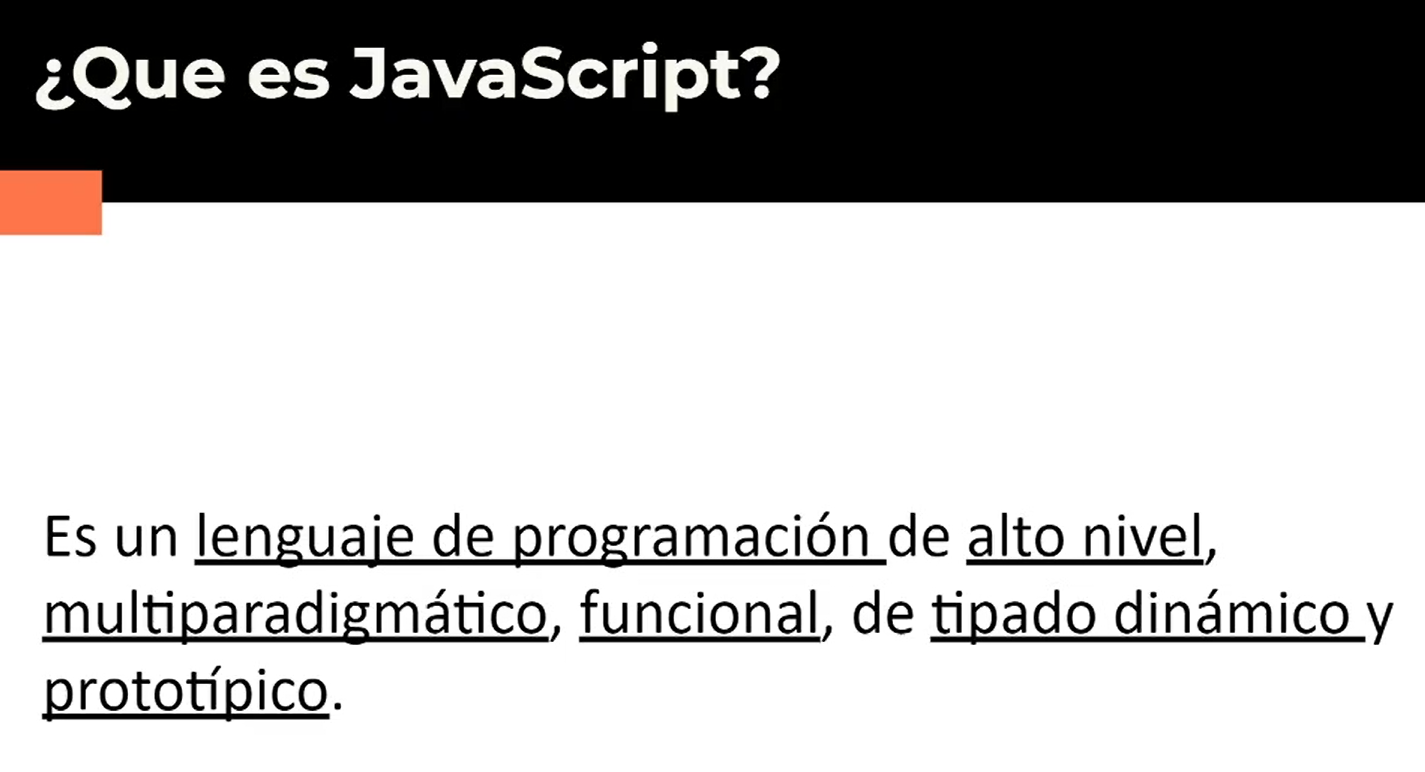 ¿Que es JavaScript?
Es un lenguaje de programación de alto nivel,
multiparadigmático, funcional, de tipado dinámico y
prototípico.